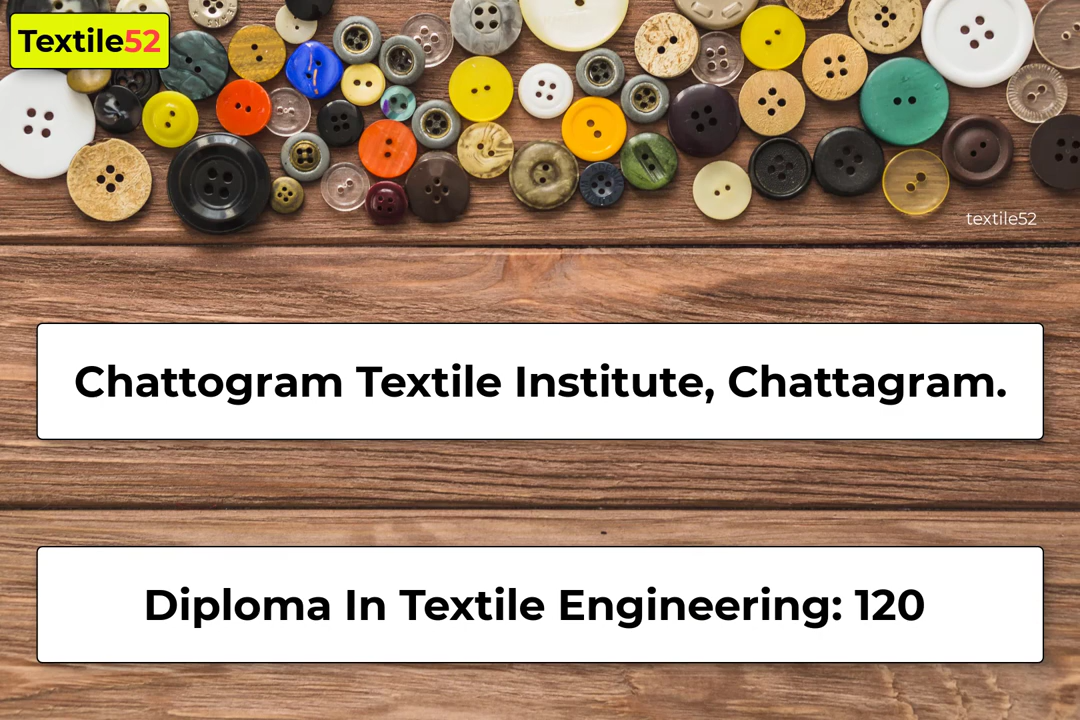 Textile52
textile52
Chattogram Textile Institute, Chattagram.
Diploma In Textile Engineering: 120